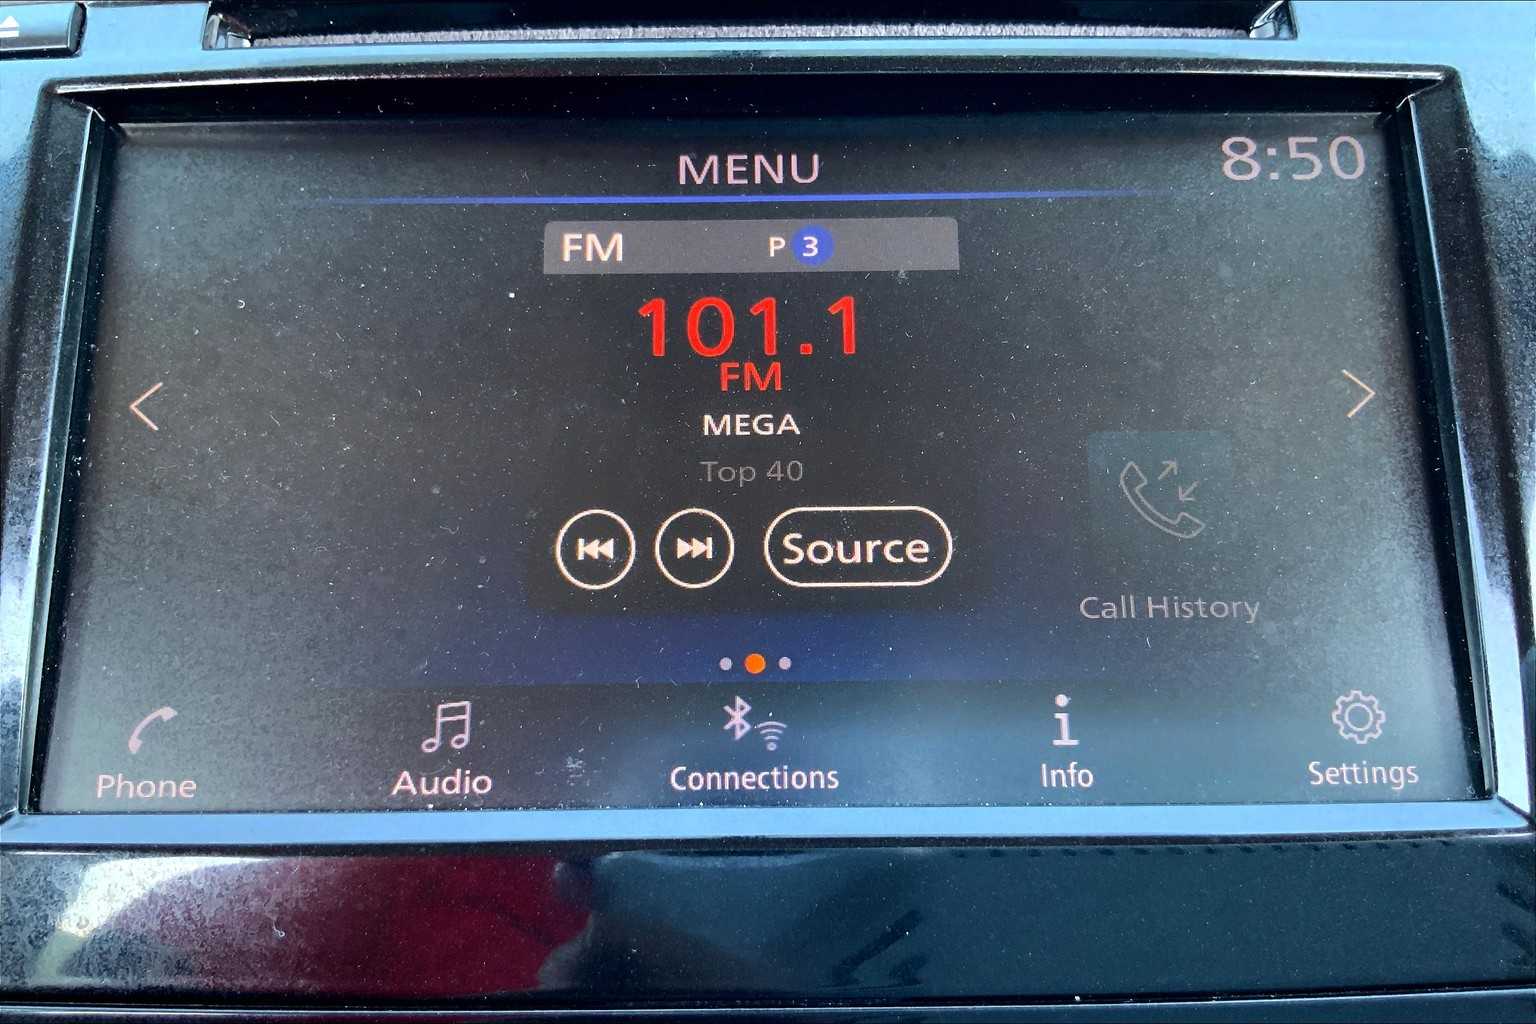 MENU
8:50
FM P 3
101.1
FM
MEGA
Top 40
Source
Call History
Phone Audio Connections Info Settings